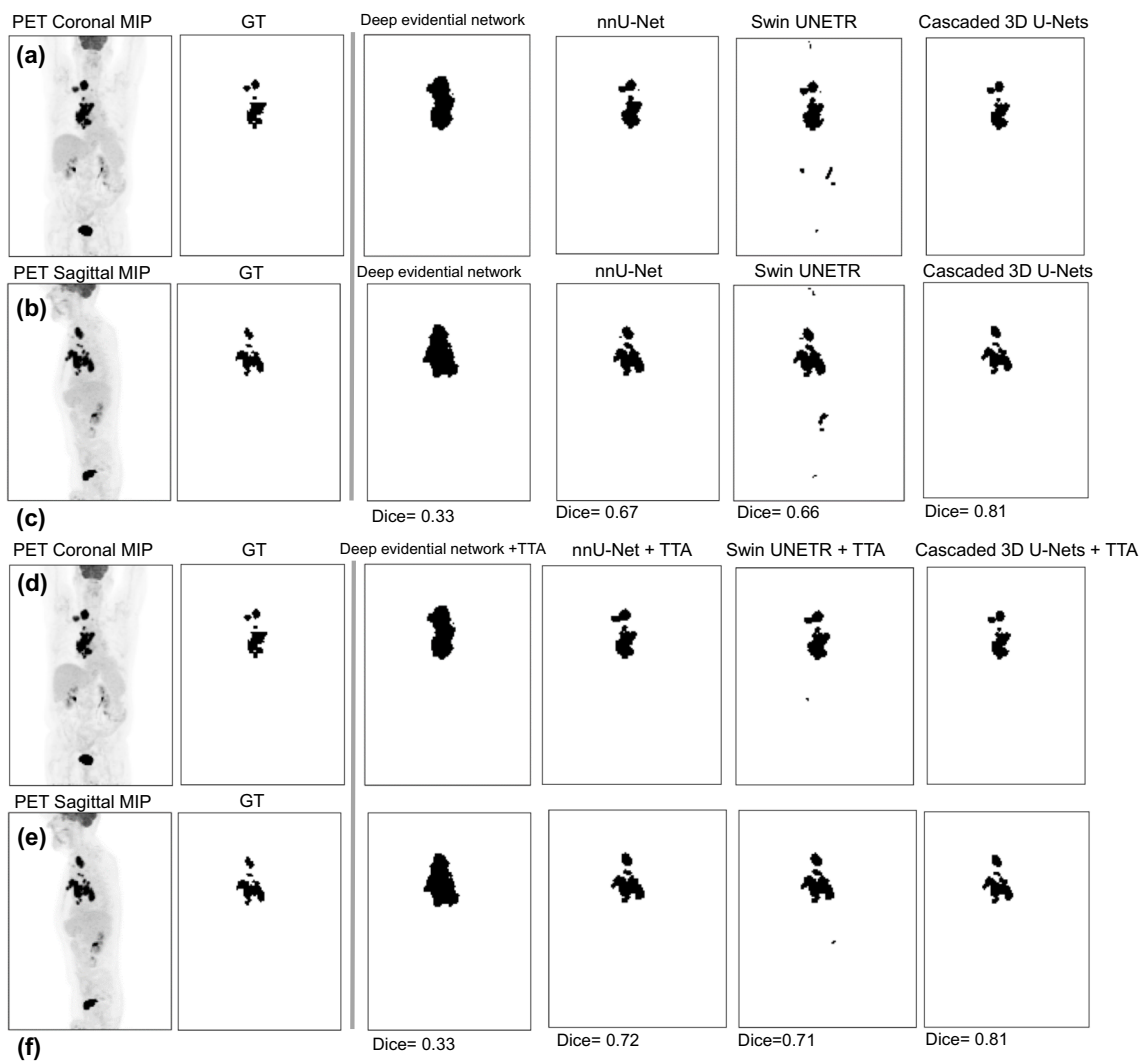 PET Coronal MIP GT Deep evidential network nnU-Net Swin UNETR Cascaded 3D U-Nets
(a)
PET Sagittal MIP GT Deep evidential network nnU-Net Swin UNETR Cascaded 3D U-Nets
(b)
(c) Dice= 0.33 Dice= 0.67 Dice= 0.66 Dice= 0.81
PET Coronal MIP GT Deep evidential network +TTA nnU-Net + TTA Swin UNETR + TTA Cascaded 3D U-Nets + TTA
(d)
PET Sagittal MIP GT
(e)
(f) Dice= 0.33 Dice= 0.72 Dice=0.71 Dice= 0.81